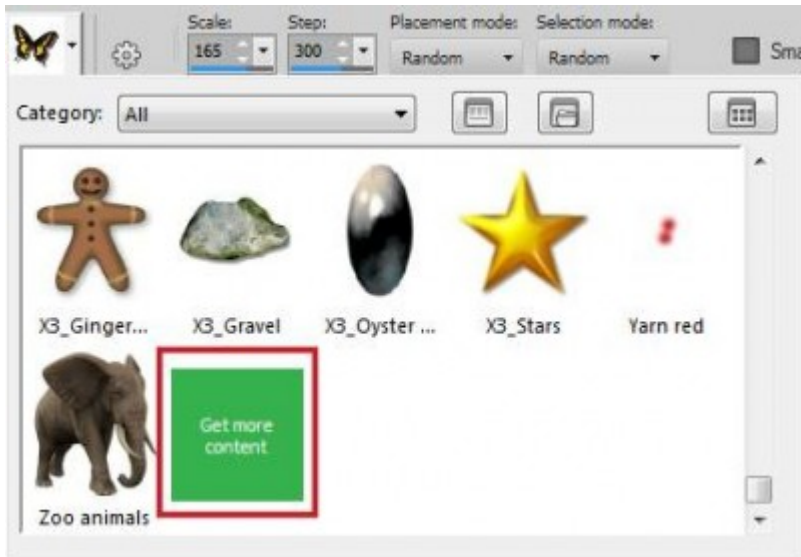 Scale: Step: Placement mode: Selection mode:
165 300 Random Random Sma
Category: All
X3_Ginger... X3_Gravel X3_Oyster ... X3_Stars Yarn red
Get more
content
Zoo animals